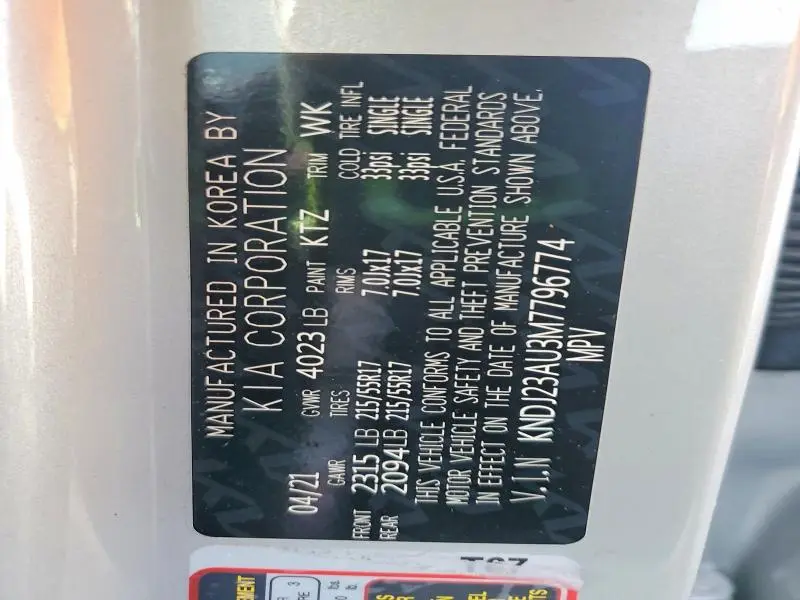 MANUFACTURED IN KOREA BY
KIA CORPORATION
04/21 GVWR 4023 LB PAINT KTZ TRIM WK
GAWR TIRES RIMS COLD TIRE INFL
FRONT 2315 LB 215/55R17 7.0Jx17 33psi SINGLE
REAR 2094LB 215/55R17 7.0Jx17 33psi SINGLE
THIS VEHICLE CONFORMS TO ALL APPLICABLE U.S.A. FEDERAL
MOTOR VEHICLE SAFETY AND THEFT PREVENTION STANDARDS
IN EFFECT ON THE DATE OF MANUFACTURE SHOWN ABOVE.
V.I.N KNDJ23AU3M7796774
MPV